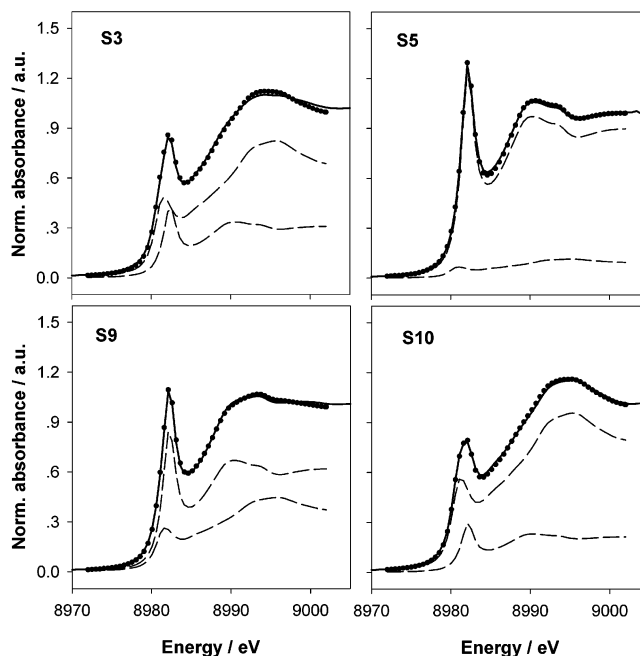 S3
S5
1.5
1.2
.9
.6
.3
0.0
Norm. absorbance / a.u.
S9
S10
1.5
1.2
.9
.6
.3
0.0
Norm. absorbance / a.u.
8970 8980 8990 9000 8970 8980 8990 9000
Energy / eV Energy / eV